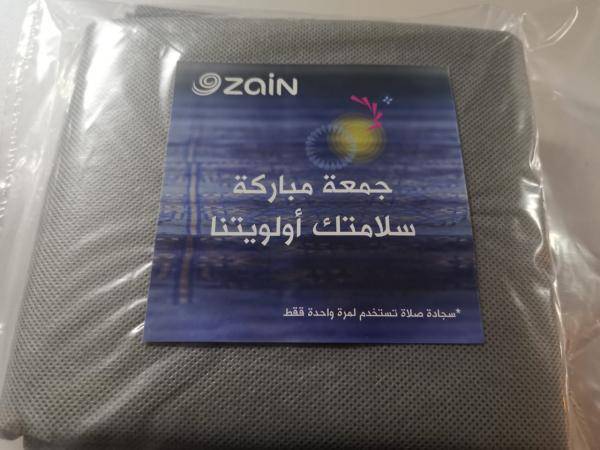 zain
جمعة مباركة
سلامتك أولويتنا
*سجادة صلاة تستخدم لمرة واحدة فقط